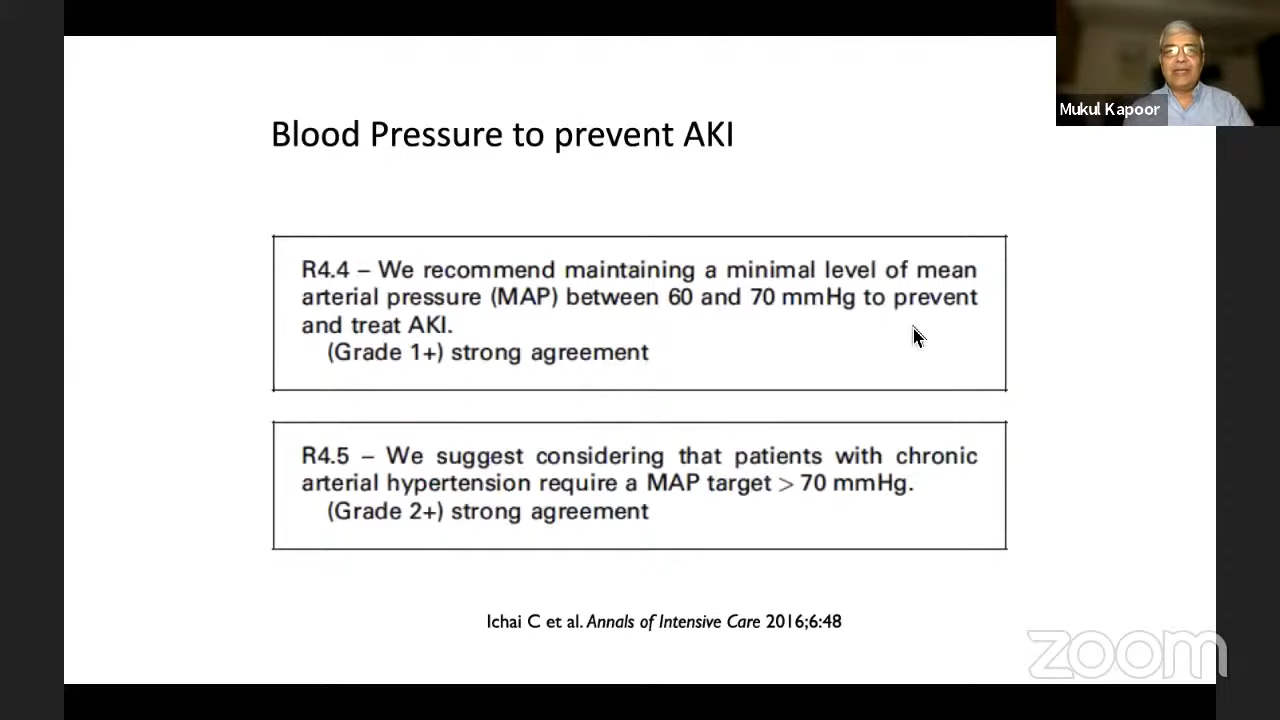 Mukul Kapoor
Blood Pressure to prevent AKI
R4.4 – We recommend maintaining a minimal level of mean
arterial pressure (MAP) between 60 and 70 mmHg to prevent
and treat AKI.
(Grade 1+) strong agreement
R4.5 – We suggest considering that patients with chronic
arterial hypertension require a MAP target > 70 mmHg.
(Grade 2+) strong agreement
Ichai C et al. Annals of Intensive Care 2016;6:48
zoom